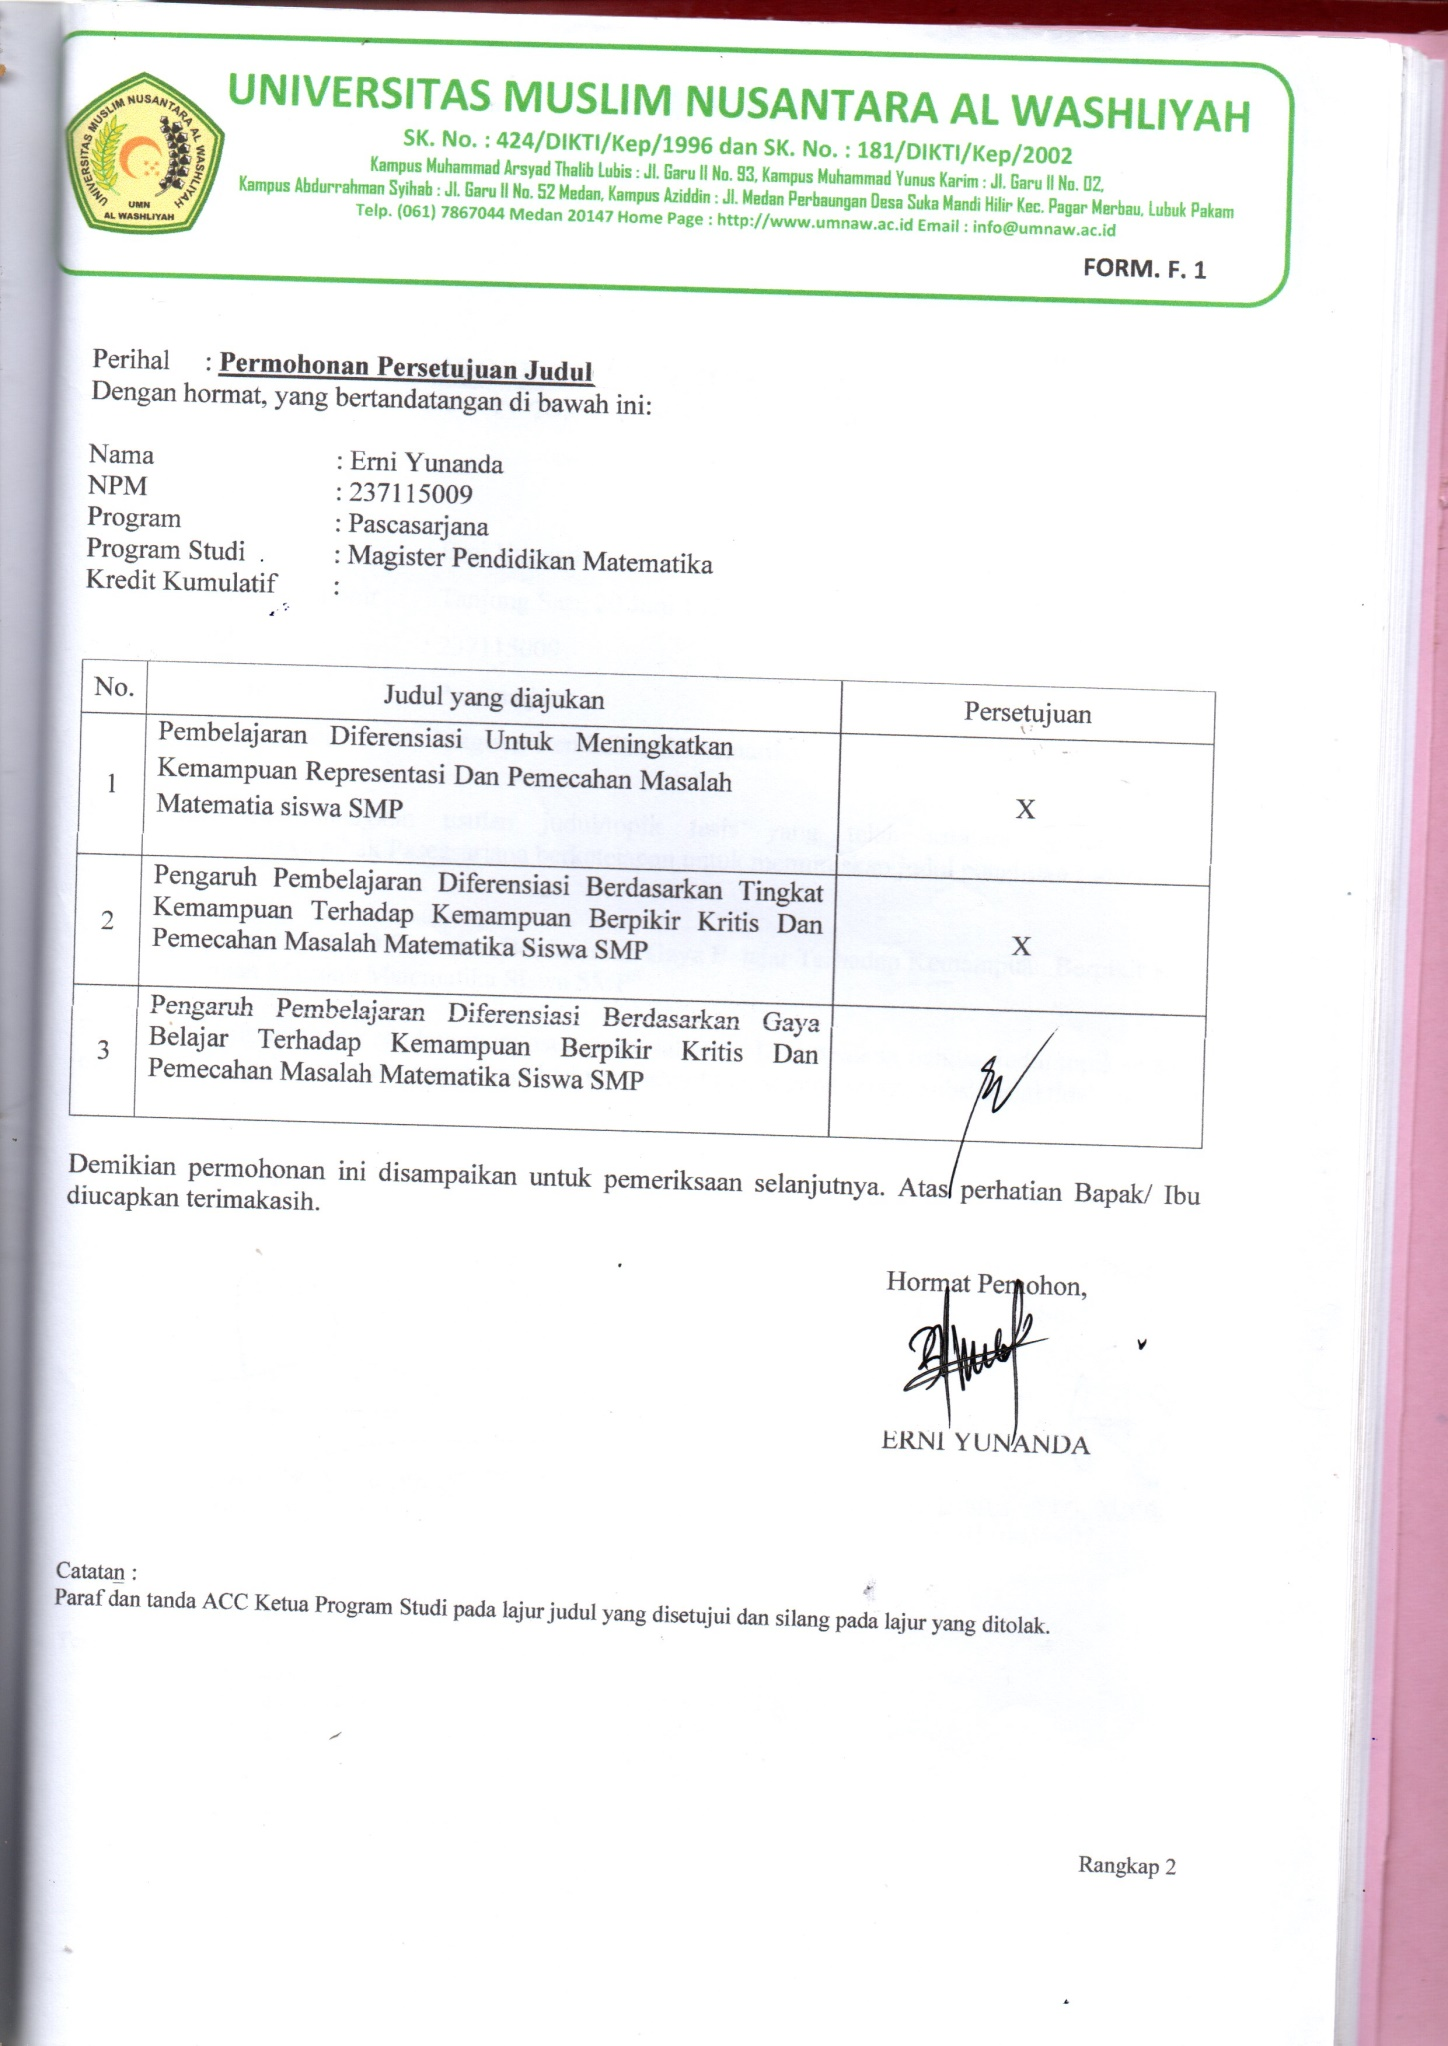 UNIVERSITAS MUSLIM NUSANTARA AL WASHLIYAH
UMN
AL WASHLIYAH
UNIVERSITAS MUSLIM NUSANTARA AL WASHLIYAH
SK. No. : 424/DIKTI/Kep/1996 dan SK. No. : 181/DIKTI/Kep/2002
Kampus Muhammad Arsyad Thalib Lubis : Jl. Garu II No. 93, Kampus Muhammad Yunus Karim : Jl. Garu II No. 02,
Kampus Abdurrahman Syihab : Jl. Garu II No. 52 Medan, Kampus Aziddin : Jl. Medan Perbaungan Desa Suka Mandi Hilir Kec. Pagar Merbau, Lubuk Pakam
Telp. (061) 7867044 Medan 20147 Home Page : http://www.umnaw.ac.id Email : info@umnaw.ac.id
FORM. F. 1
Perihal : Permohonan Persetujuan Judul
Dengan hormat, yang bertandatangan di bawah ini:
Nama : Erni Yunanda
NPM : 237115009
Program : Pascasarjana
Program Studi : Magister Pendidikan Matematika
Kredit Kumulatif :
No. Judul yang diajukan Persetujuan
1 Pembelajaran Diferensiasi Untuk Meningkatkan
Kemampuan Representasi Dan Pemecahan Masalah
Matematia siswa SMP X
2 Pengaruh Pembelajaran Diferensiasi Berdasarkan Tingkat
Kemampuan Terhadap Kemampuan Berpikir Kritis Dan
Pemecahan Masalah Matematika Siswa SMP X
3 Pengaruh Pembelajaran Diferensiasi Berdasarkan Gaya
Belajar Terhadap Kemampuan Berpikir Kritis Dan
Pemecahan Masalah Matematika Siswa SMP
Demikian permohonan ini disampaikan untuk pemeriksaan selanjutnya. Atas perhatian Bapak/ Ibu
diucapkan terimakasih.
Hormat Pemohon,
ERNI YUNANDA
Catatan :
Paraf dan tanda ACC Ketua Program Studi pada lajur judul yang disetujui dan silang pada lajur yang ditolak.
Rangkap 2